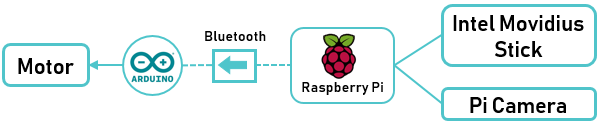 Motor
ARDUINO
Bluetooth
Raspberry Pi
Intel Movidius
Stick
Pi Camera